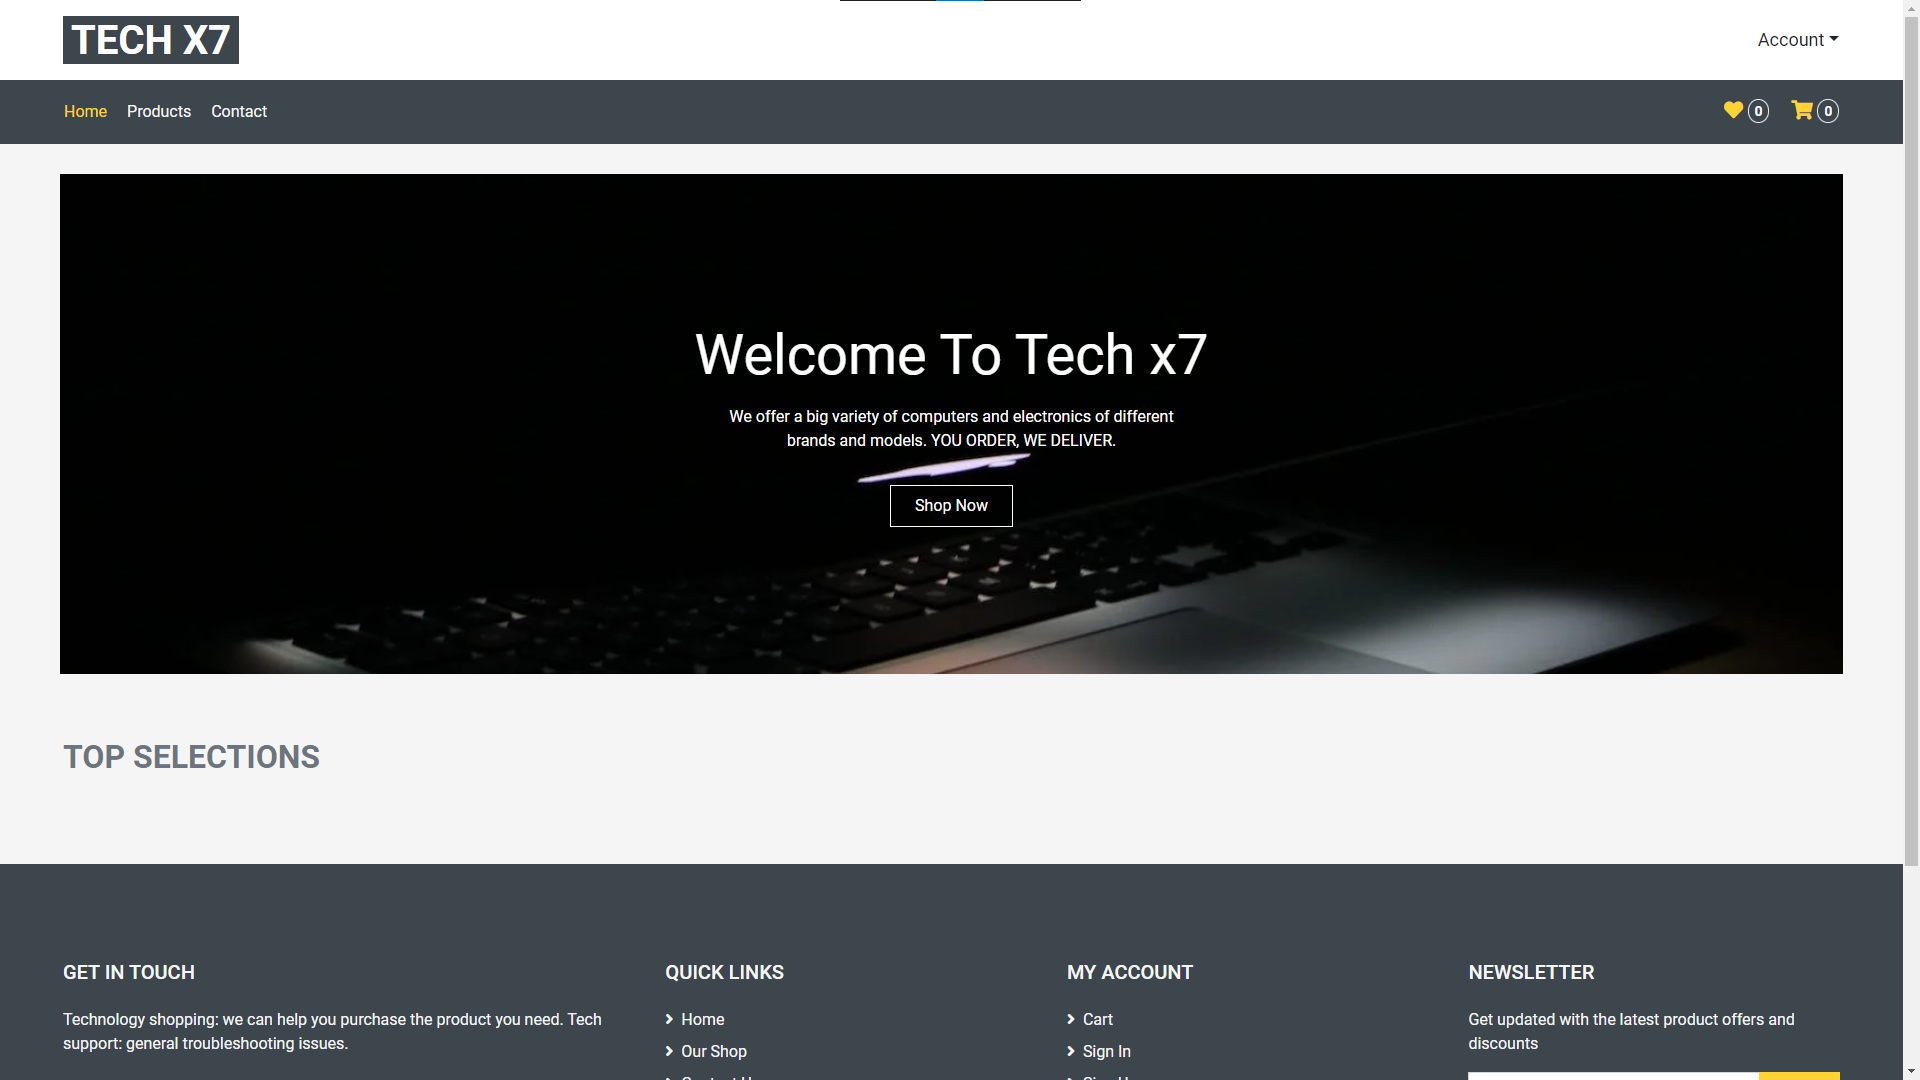 TECH X7
Account
Home Products Contact
0 0
Welcome To Tech x7
We offer a big variety of computers and electronics of different
brands and models. YOU ORDER, WE DELIVER.
Shop Now
TOP SELECTIONS
GET IN TOUCH
Technology shopping: we can help you purchase the product you need. Tech
support: general troubleshooting issues.
QUICK LINKS
Home
Our Shop
MY ACCOUNT
Cart
Sign In
NEWSLETTER
Get updated with the latest product offers and
discounts